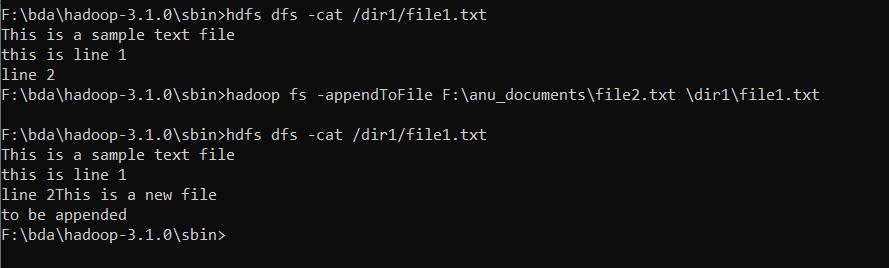 F:\bda\hadoop-3.1.0\sbin>hdfs dfs -cat /dir1/file1.txt
This is a sample text file
this is line 1
line 2
F:\bda\hadoop-3.1.0\sbin>hadoop fs -appendToFile F:\anu_documents\file2.txt \dir1\file1.txt
F:\bda\hadoop-3.1.0\sbin>hdfs dfs -cat /dir1/file1.txt
This is a sample text file
this is line 1
line 2This is a new file
to be appended
F:\bda\hadoop-3.1.0\sbin>